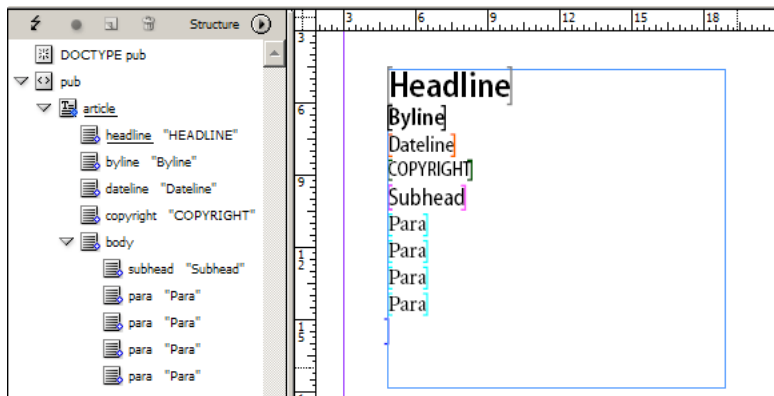 Structure
DOCTYPE pub
pub
article
headline "HEADLINE"
byline "Byline"
dateline "Dateline"
copyright "COPYRIGHT"
body
subhead "Subhead"
para "Para"
para "Para"
para "Para"
para "Para"
3 6 9 12 15 18
3
6
9
12
15
Headline
Byline
Dateline
COPYRIGHT
Subhead
Para
Para
Para
Para